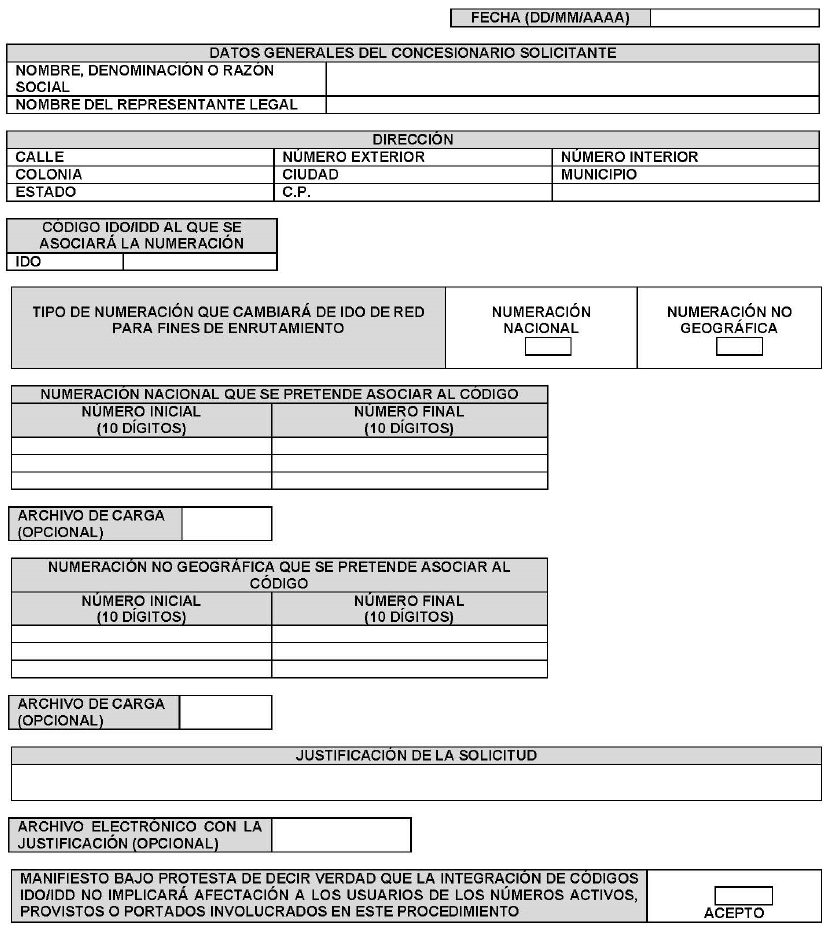 FECHA (DD/MM/AAAA)
DATOS GENERALES DEL CONCESIONARIO SOLICITANTE
NOMBRE, DENOMINACIÓN O RAZÓN
SOCIAL
NOMBRE DEL REPRESENTANTE LEGAL
DIRECCIÓN
CALLE NÚMERO EXTERIOR NÚMERO INTERIOR
COLONIA CIUDAD MUNICIPIO
ESTADO C.P.
CÓDIGO IDO/IDD AL QUE SE
ASOCIARÁ LA NUMERACIÓN
IDO
TIPO DE NUMERACIÓN QUE CAMBIARÁ DE IDO DE RED
PARA FINES DE ENRUTAMIENTO
NUMERACIÓN
NACIONAL
NUMERACIÓN NO
GEOGRÁFICA
NUMERACIÓN NACIONAL QUE SE PRETENDE ASOCIAR AL CÓDIGO
NÚMERO INICIAL
(10 DÍGITOS)
NÚMERO FINAL
(10 DÍGITOS)
ARCHIVO DE CARGA
(OPCIONAL)
NUMERACIÓN NO GEOGRÁFICA QUE SE PRETENDE ASOCIAR AL
CÓDIGO
NÚMERO INICIAL
(10 DÍGITOS)
NÚMERO FINAL
(10 DÍGITOS)
ARCHIVO DE CARGA
(OPCIONAL)
JUSTIFICACIÓN DE LA SOLICITUD
ARCHIVO ELECTRÓNICO CON LA
JUSTIFICACIÓN (OPCIONAL)
MANIFIESTO BAJO PROTESTA DE DECIR VERDAD QUE LA INTEGRACIÓN DE CÓDIGOS
IDO/IDD NO IMPLICARÁ AFECTACIÓN A LOS USUARIOS DE LOS NÚMEROS ACTIVOS,
PROVISTOS O PORTADOS INVOLUCRADOS EN ESTE PROCEDIMIENTO
ACEPTO